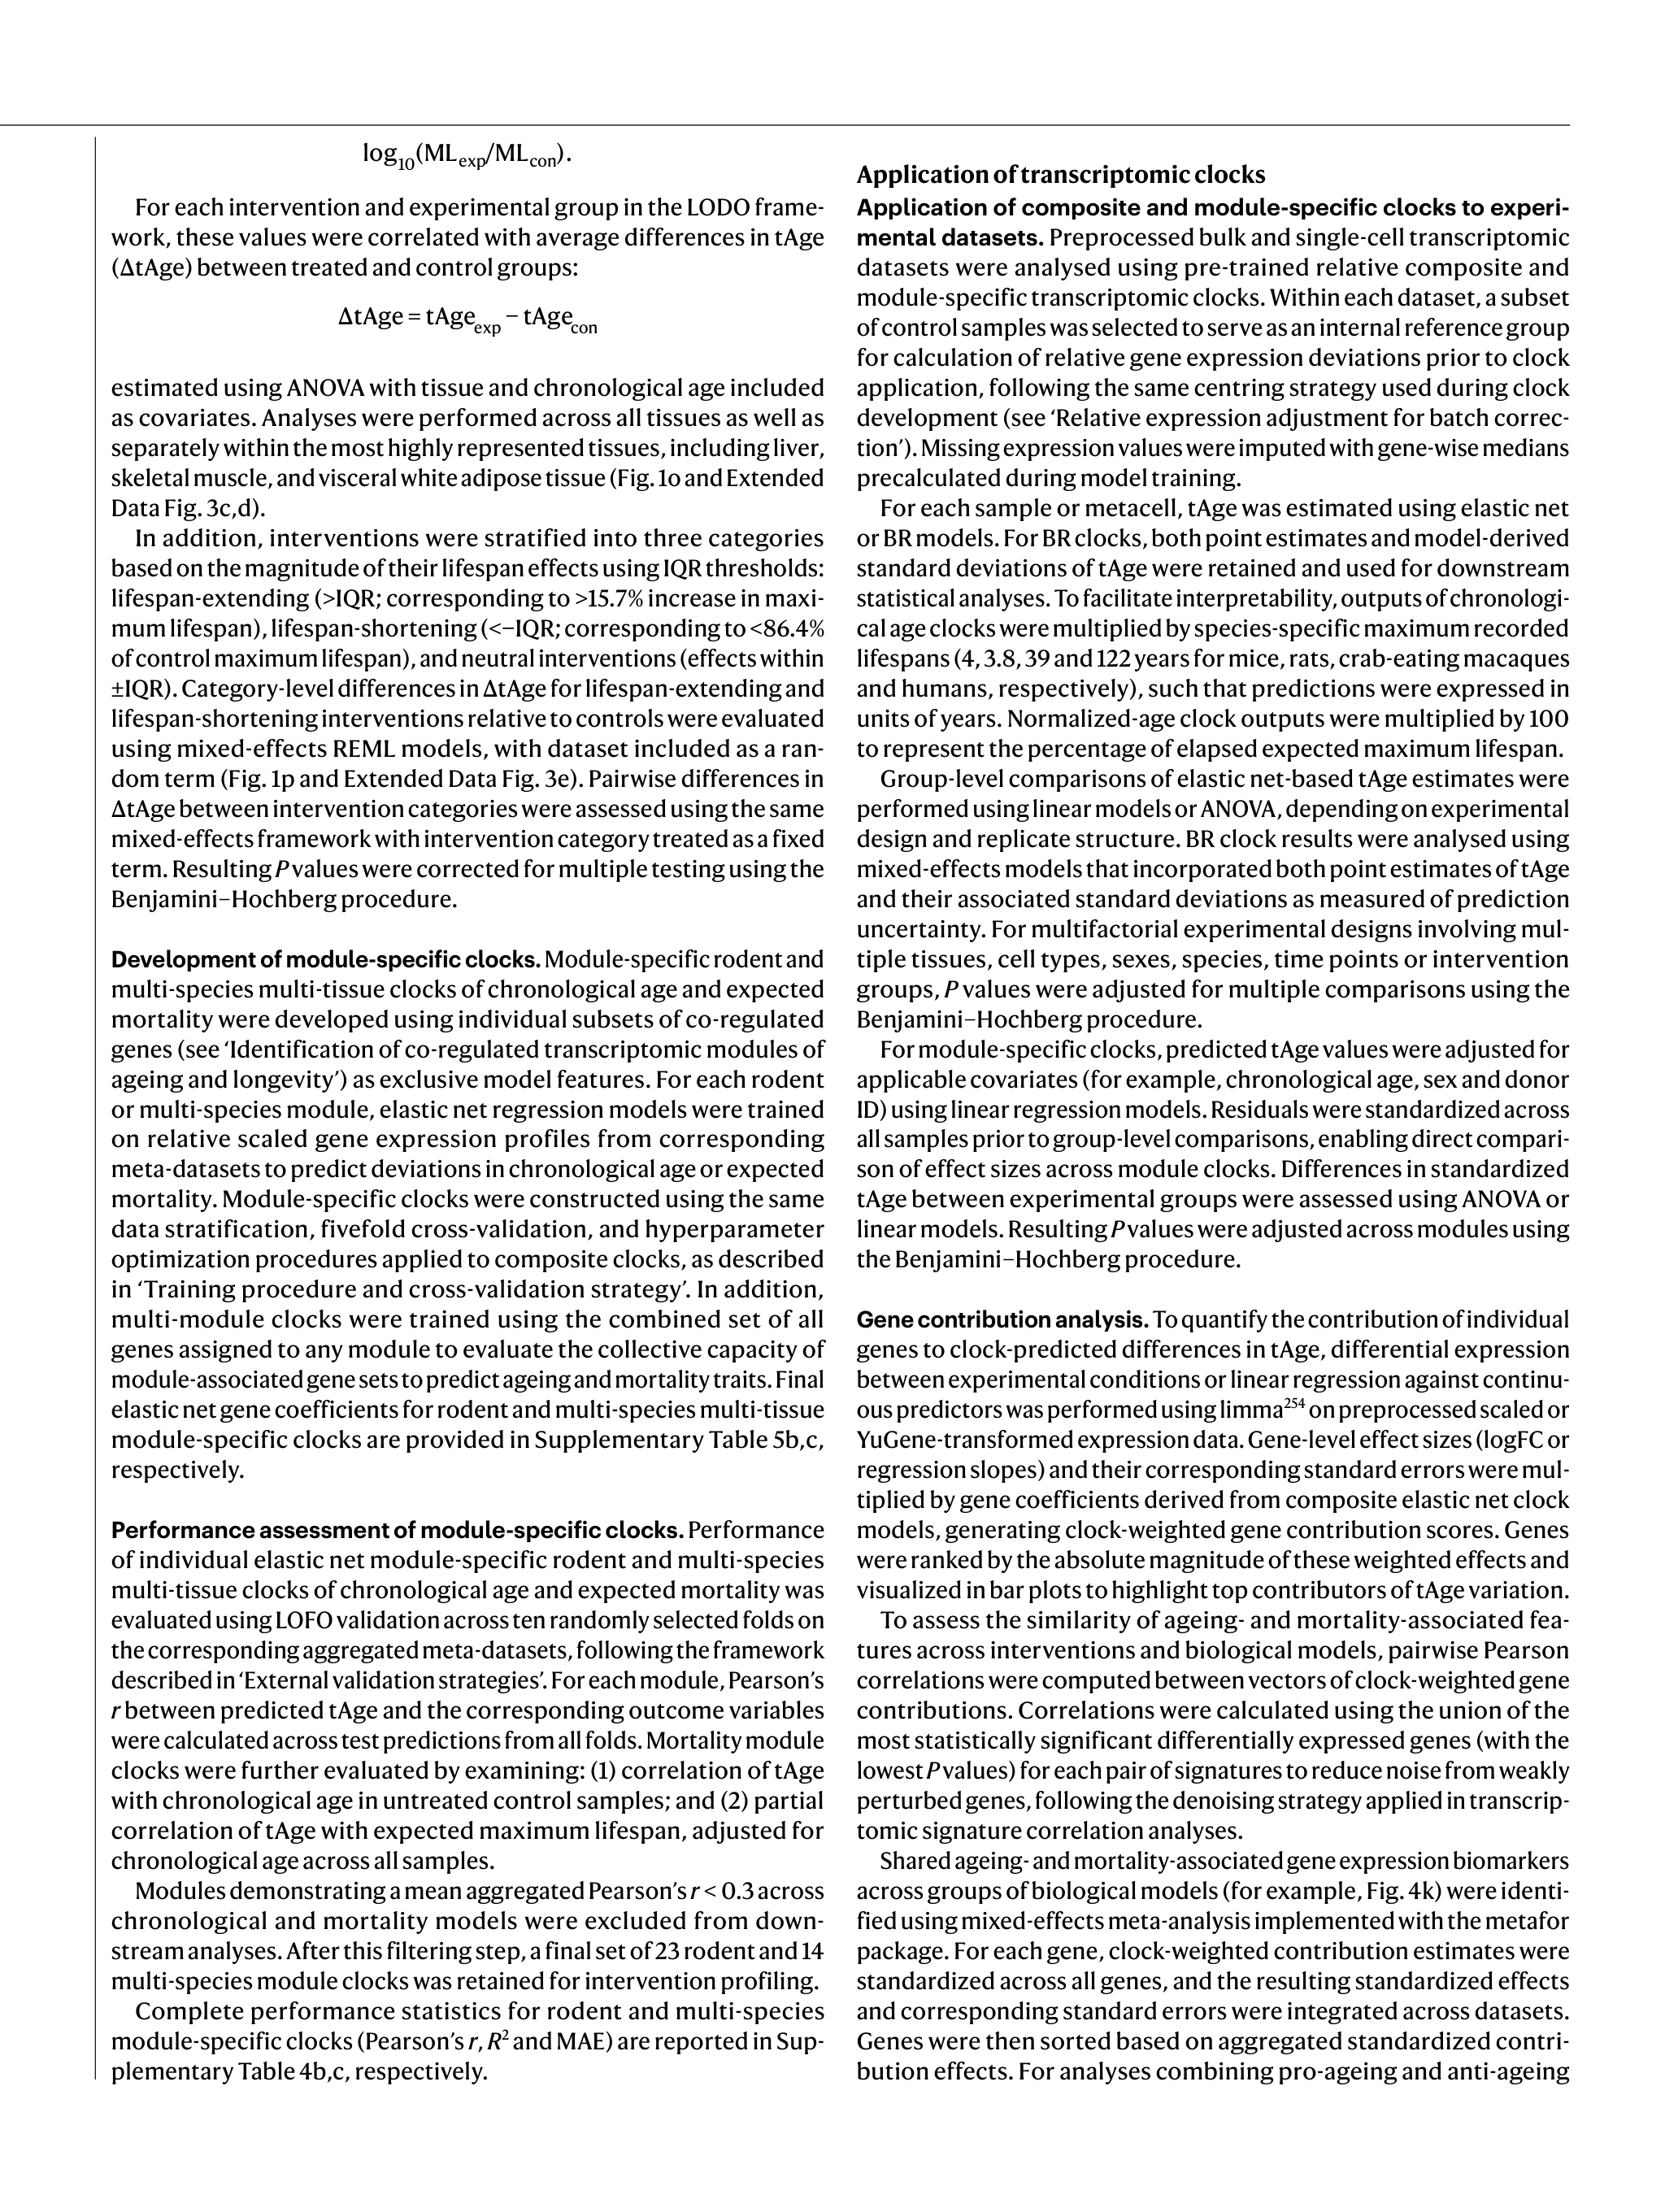 log10(MLexp/MLcon).
For each intervention and experimental group in the LODO frame-
work, these values were correlated with average differences in tAge
(ΔtAge) between treated and control groups:
ΔtAge = tAgeexp − tAgecon
estimated using ANOVA with tissue and chronological age included
as covariates. Analyses were performed across all tissues as well as
separately within the most highly represented tissues, including liver,
skeletal muscle, and visceral white adipose tissue (Fig. 1o and Extended
Data Fig. 3c,d).
In addition, interventions were stratified into three categories
based on the magnitude of their lifespan effects using IQR thresholds:
lifespan-extending (>IQR; corresponding to >15.7% increase in maxi-
mum lifespan), lifespan-shortening (<−IQR; corresponding to <86.4%
of control maximum lifespan), and neutral interventions (effects within
±IQR). Category-level differences in ΔtAge for lifespan-extending and
lifespan-shortening interventions relative to controls were evaluated
using mixed-effects REML models, with dataset included as a ran-
dom term (Fig. 1p and Extended Data Fig. 3e). Pairwise differences in
ΔtAge between intervention categories were assessed using the same
mixed-effects framework with intervention category treated as a fixed
term. Resulting P values were corrected for multiple testing using the
Benjamini–Hochberg procedure.
Development of module-specific clocks. Module-specific rodent and
multi-species multi-tissue clocks of chronological age and expected
mortality were developed using individual subsets of co-regulated
genes (see ‘Identification of co-regulated transcriptomic modules of
ageing and longevity’) as exclusive model features. For each rodent
or multi-species module, elastic net regression models were trained
on relative scaled gene expression profiles from corresponding
meta-datasets to predict deviations in chronological age or expected
mortality. Module-specific clocks were constructed using the same
data stratification, fivefold cross-validation, and hyperparameter
optimization procedures applied to composite clocks, as described
in ‘Training procedure and cross-validation strategy’. In addition,
multi-module clocks were trained using the combined set of all
genes assigned to any module to evaluate the collective capacity of
module-associated gene sets to predict ageing and mortality traits. Final
elastic net gene coefficients for rodent and multi-species multi-tissue
module-specific clocks are provided in Supplementary Table 5b,c,
respectively.
Performance assessment of module-specific clocks. Performance
of individual elastic net module-specific rodent and multi-species
multi-tissue clocks of chronological age and expected mortality was
evaluated using LOFO validation across ten randomly selected folds on
the corresponding aggregated meta-datasets, following the framework
described in ‘External validation strategies’. For each module, Pearson’s
r between predicted tAge and the corresponding outcome variables
were calculated across test predictions from all folds. Mortality module
clocks were further evaluated by examining: (1) correlation of tAge
with chronological age in untreated control samples; and (2) partial
correlation of tAge with expected maximum lifespan, adjusted for
chronological age across all samples.
Modules demonstrating a mean aggregated Pearson’s r < 0.3 across
chronological and mortality models were excluded from down-
stream analyses. After this filtering step, a final set of 23 rodent and 14
multi-species module clocks was retained for intervention profiling.
Complete performance statistics for rodent and multi-species
module-specific clocks (Pearson’s r, R2 and MAE) are reported in Sup-
plementary Table 4b,c, respectively.
Application of transcriptomic clocks
Application of composite and module-specific clocks to experi-
mental datasets. Preprocessed bulk and single-cell transcriptomic
datasets were analysed using pre-trained relative composite and
module-specific transcriptomic clocks. Within each dataset, a subset
of control samples was selected to serve as an internal reference group
for calculation of relative gene expression deviations prior to clock
application, following the same centring strategy used during clock
development (see ‘Relative expression adjustment for batch correc-
tion’). Missing expression values were imputed with gene-wise medians
precalculated during model training.
For each sample or metacell, tAge was estimated using elastic net
or BR models. For BR clocks, both point estimates and model-derived
standard deviations of tAge were retained and used for downstream
statistical analyses. To facilitate interpretability, outputs of chronologi-
cal age clocks were multiplied by species-specific maximum recorded
lifespans (4, 3.8, 39 and 122 years for mice, rats, crab-eating macaques
and humans, respectively), such that predictions were expressed in
units of years. Normalized-age clock outputs were multiplied by 100
to represent the percentage of elapsed expected maximum lifespan.
Group-level comparisons of elastic net-based tAge estimates were
performed using linear models or ANOVA, depending on experimental
design and replicate structure. BR clock results were analysed using
mixed-effects models that incorporated both point estimates of tAge
and their associated standard deviations as measured of prediction
uncertainty. For multifactorial experimental designs involving mul-
tiple tissues, cell types, sexes, species, time points or intervention
groups, P values were adjusted for multiple comparisons using the
Benjamini–Hochberg procedure.
For module-specific clocks, predicted tAge values were adjusted for
applicable covariates (for example, chronological age, sex and donor
ID) using linear regression models. Residuals were standardized across
all samples prior to group-level comparisons, enabling direct compari-
son of effect sizes across module clocks. Differences in standardized
tAge between experimental groups were assessed using ANOVA or
linear models. Resulting P values were adjusted across modules using
the Benjamini–Hochberg procedure.
Gene contribution analysis. To quantify the contribution of individual
genes to clock-predicted differences in tAge, differential expression
between experimental conditions or linear regression against continu-
ous predictors was performed using limma254 on preprocessed scaled or
YuGene-transformed expression data. Gene-level effect sizes (logFC or
regression slopes) and their corresponding standard errors were mul-
tiplied by gene coefficients derived from composite elastic net clock
models, generating clock-weighted gene contribution scores. Genes
were ranked by the absolute magnitude of these weighted effects and
visualized in bar plots to highlight top contributors of tAge variation.
To assess the similarity of ageing- and mortality-associated fea-
tures across interventions and biological models, pairwise Pearson
correlations were computed between vectors of clock-weighted gene
contributions. Correlations were calculated using the union of the
most statistically significant differentially expressed genes (with the
lowest P values) for each pair of signatures to reduce noise from weakly
perturbed genes, following the denoising strategy applied in transcrip-
tomic signature correlation analyses.
Shared ageing- and mortality-associated gene expression biomarkers
across groups of biological models (for example, Fig. 4k) were identi-
fied using mixed-effects meta-analysis implemented with the metafor
package. For each gene, clock-weighted contribution estimates were
standardized across all genes, and the resulting standardized effects
and corresponding standard errors were integrated across datasets.
Genes were then sorted based on aggregated standardized contri-
bution effects. For analyses combining pro-ageing and anti-ageing